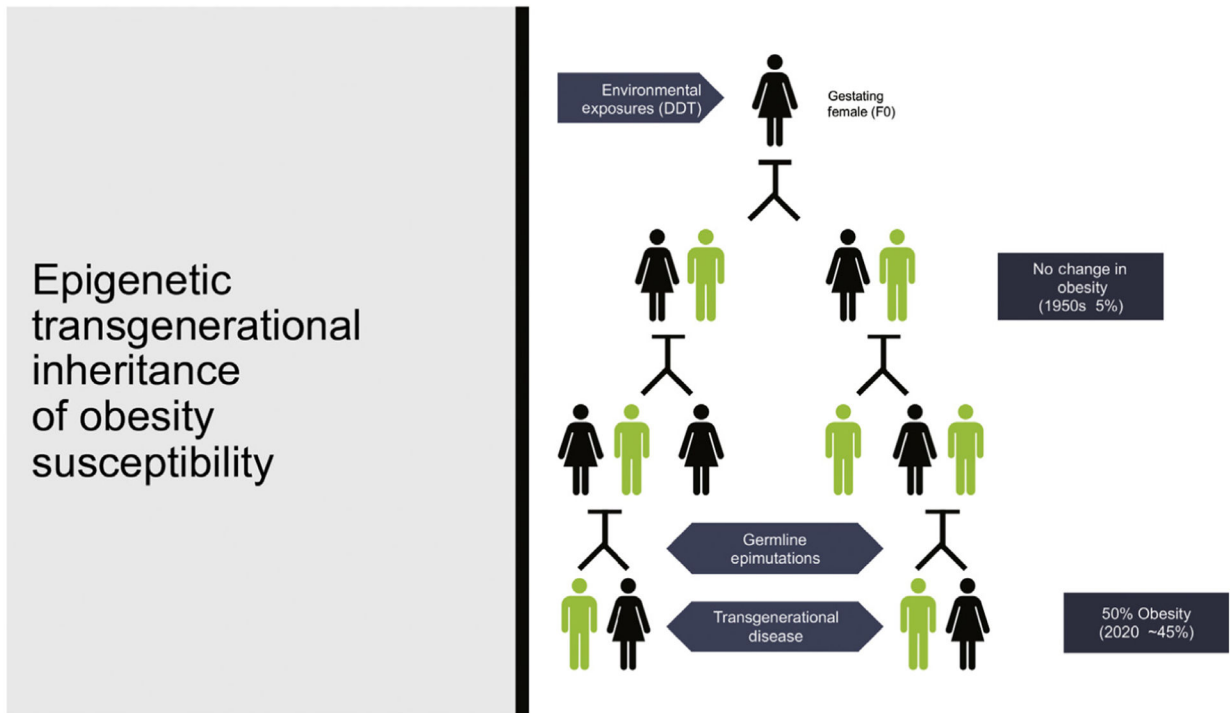 Epigenetic
transgenerational
inheritance
of obesity
susceptibility
Environmental
exposures (DDT)
Gestating
female (F0)
No change in
obesity
(1950s 5%)
Germline
epimutations
Transgenerational
disease
50% Obesity
(2020 ~45%)